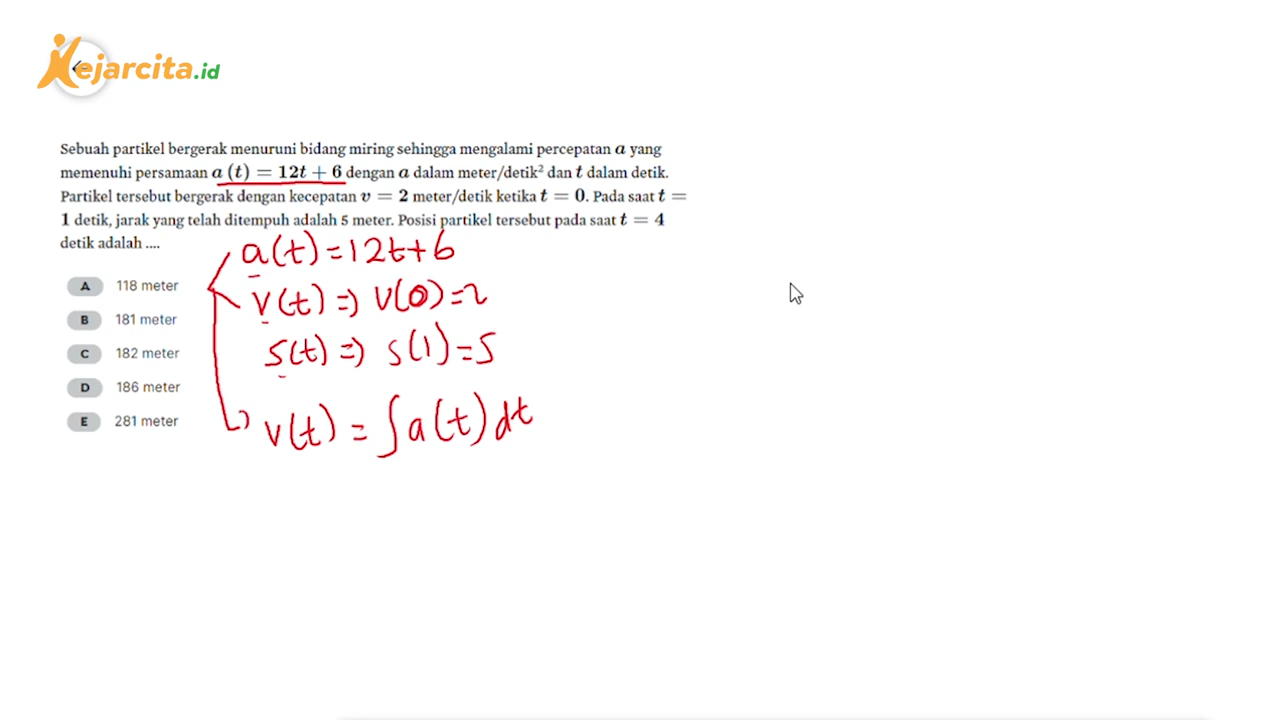 Kejarcita.id
Sebuah partikel bergerak menuruni bidang miring sehingga mengalami percepatan a yang
memenuhi persamaan a (t) = 12t + 6 dengan a dalam meter/detik² dan t dalam detik.
Partikel tersebut bergerak dengan kecepatan v = 2 meter/detik ketika t = 0. Pada saat t =
1 detik, jarak yang telah ditempuh adalah 5 meter. Posisi partikel tersebut pada saat t = 4
detik adalah ....
A 118 meter
B 181 meter
C 182 meter
D 186 meter
E 281 meter
a(t)=12t+6
v(t) => v(0)=2
s(t) => s(1)=5
v(t) = ∫a(t) dt